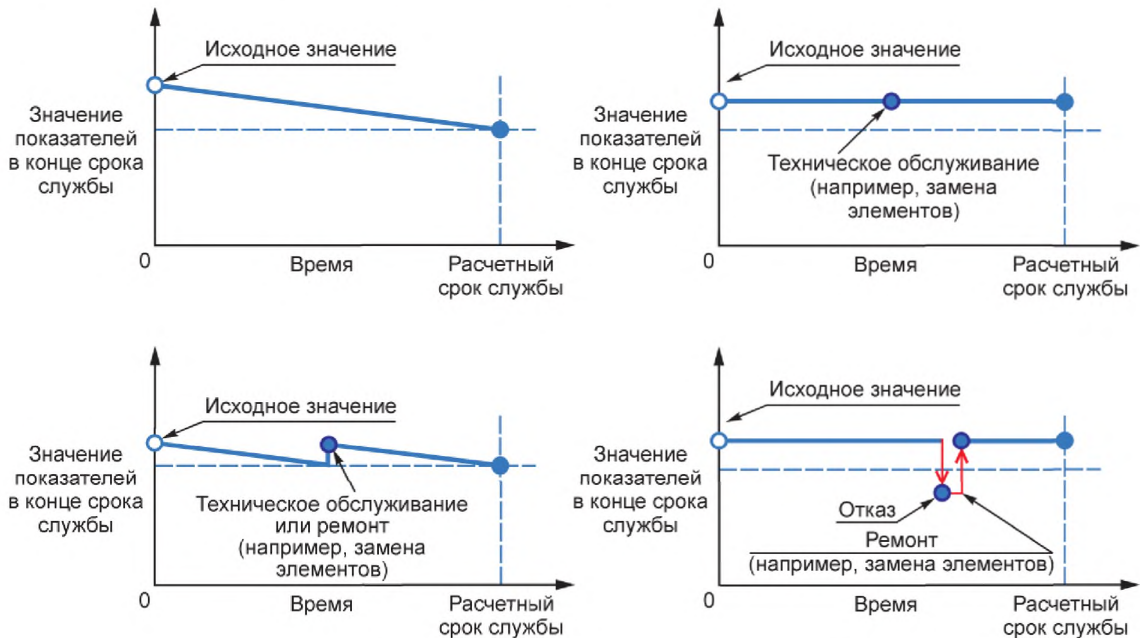 Исходное значение
Значение
показателей
в конце срока
службы
0
Время
Расчетный
срок службы
Исходное значение
Значение
показателей
в конце срока
службы
Техническое обслуживание
(например, замена
элементов)
0
Время
Расчетный
срок службы
Исходное значение
Значение
показателей
в конце срока
службы
Техническое обслуживание
или ремонт
(например, замена
элементов)
0
Время
Расчетный
срок службы
Исходное значение
Значение
показателей
в конце срока
службы
Отказ
Ремонт
(например, замена элементов)
0
Время
Расчетный
срок службы